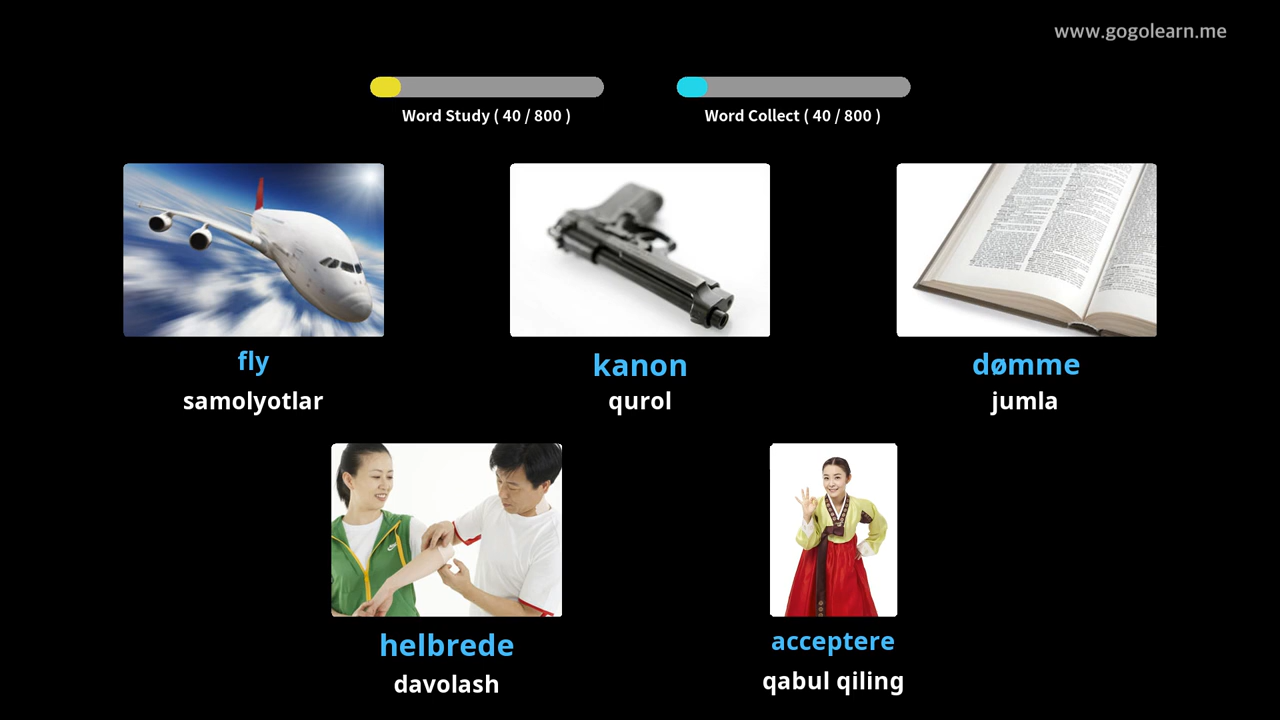 www.gogolearn.me
Word Study ( 40 / 800 )
Word Collect ( 40 / 800 )
fly
samolyotlar
kanon
qurol
dømme
jumla
helbrede
davolash
acceptere
qabul qiling